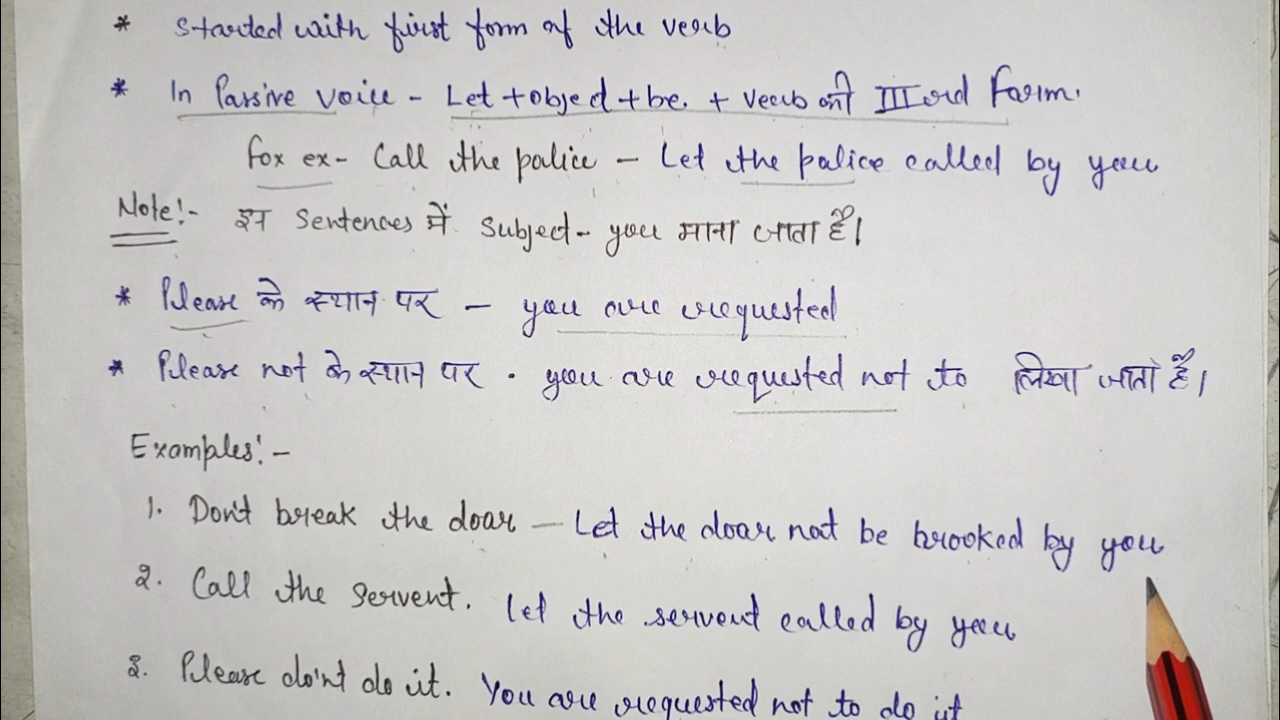 * Started with first form of the verb
* In Passive voice - Let + object + be. + verb की IIIrd Form.
For ex- Call the police - Let the police called by you
Note!- इन Sentences में Subject- you माना जाता है।
* Please के स्थान पर - you are requested
* Please not के स्थान पर . you are requested not to लिखा जाता है।
Examples:-
1. Don't break the door - Let the door not be brooked by you
2. Call the Servent. Let the servent called by you
3. Please do'nt do it. You are requested not to do it